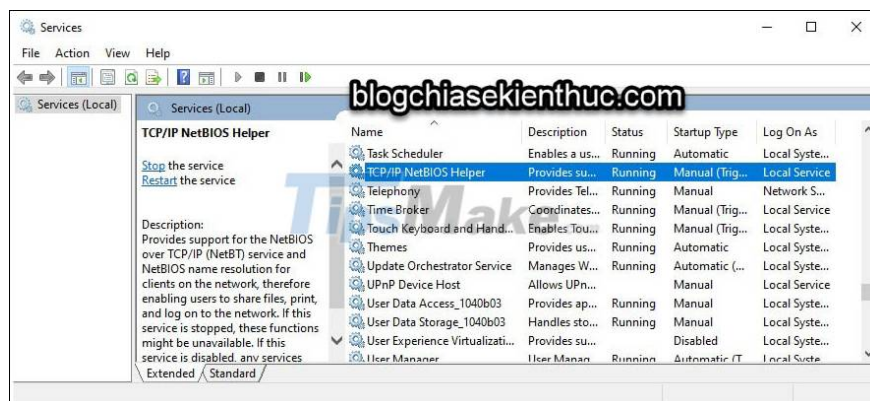 Services
File Action View Help
blogchiasekienthuc.com
Services (Local)
Services (Local)
TCP/IP NetBIOS Helper
Stop the service
Restart the service
Description:
Provides support for the NetBIOS
over TCP/IP (NetBT) service and
NetBIOS name resolution for
clients on the network, therefore
enabling users to share files, print,
and log on to the network. If this
service is stopped, these functions
might be unavailable. If this
service is disabled, any services
Name Description Status Startup Type Log On As
Task Scheduler Enables a us... Running Automatic Local Syste...
TCP/IP NetBIOS Helper Provides su... Running Manual (Trig... Local Service
Telephony Provides Tel... Running Manual Network S...
Time Broker Coordinates... Running Manual (Trig... Local Service
Touch Keyboard and Hand... Enables Tou... Running Manual (Trig... Local Syste...
Themes Provides us... Running Automatic Local Syste...
Update Orchestrator Service Manages W... Running Automatic (... Local Syste...
UPnP Device Host Allows UPn... Manual Local Service
User Data Access_1040b03 Provides ap... Running Manual Local Syste...
User Data Storage_1040b03 Handles sto... Running Manual Local Syste...
User Experience Virtualizati... Provides su... Disabled Local Syste...
User Manager User Manag... Running Automatic (T... Local Syste...
TipsMake
Extended Standard